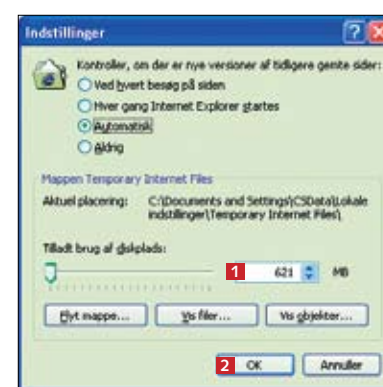 Indstillinger
Kontroller, om der er nye versioner af tidligere gemte sider:
Ved hvert besøg på siden
Hver gang Internet Explorer startes
Automatisk
Aldrig
Mappen Temporary Internet Files
Aktuel placering: C:\Documents and Settings\CSData\Lokale
indstillinger\Temporary Internet Files\
Tilladt brug af diskplads:
1 621 MB
Flyt mappe... Vis filer... Vis objekter...
2 OK Annuller